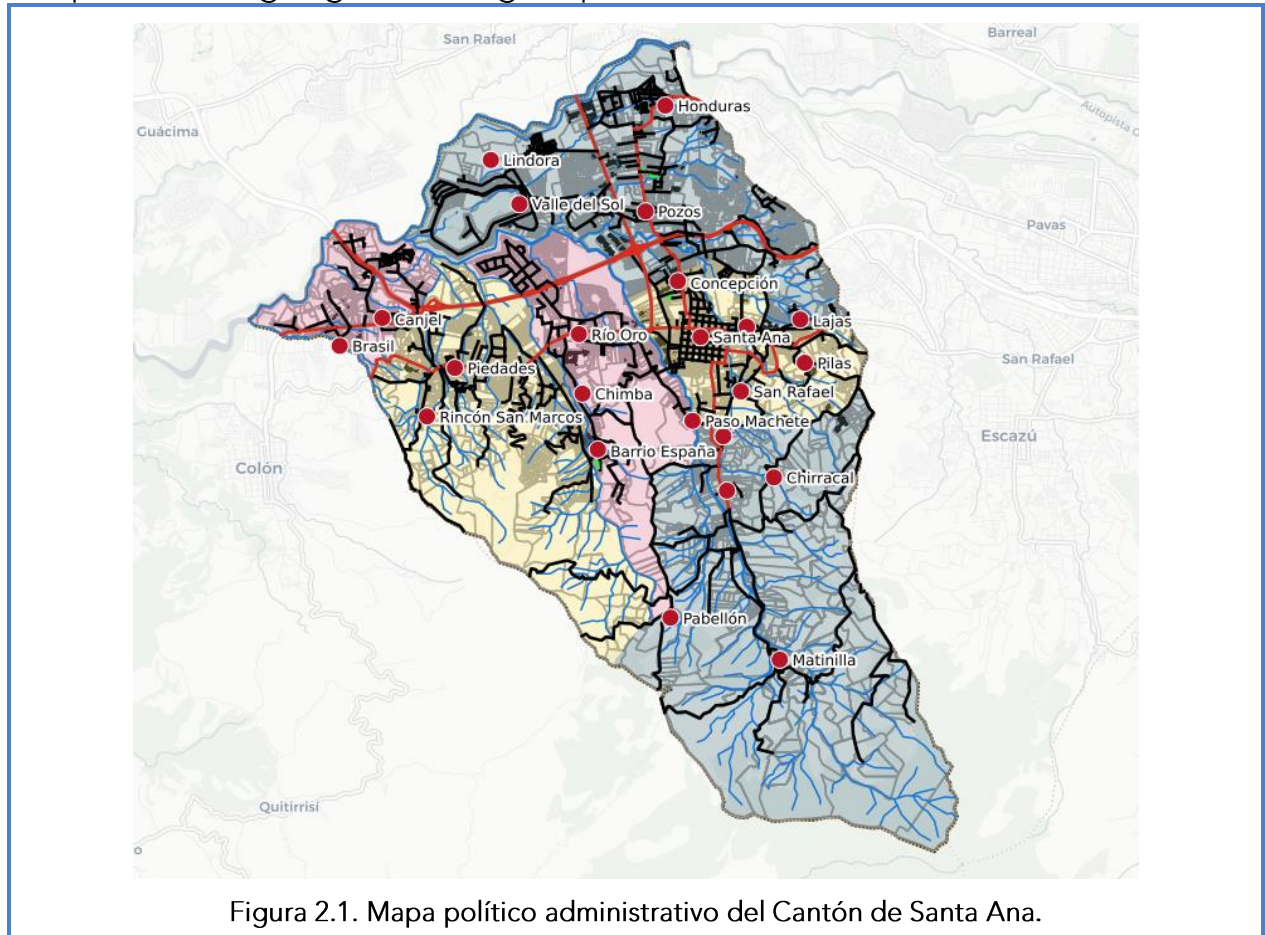 San Rafael
Barreal
Guácima
Autopista G
Honduras
Lindora
Valle del Sol
Pozos
Pavas
Concepción
Canjel
Lajas
Río Oro
Santa Ana
Brasil
San Rafael
Piedades
Pilas
Chimba
San Rafael
Rincón San Marcos
Paso Machete
Escazú
Barrio España
Colón
Chirracal
Pabellón
Matinilla
Quitirrisí
o
Figura 2.1. Mapa político administrativo del Cantón de Santa Ana.